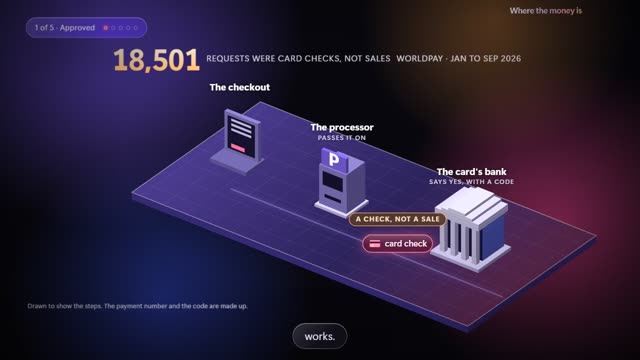 Where the money is
1 of 5 · Approved
18,501 REQUESTS WERE CARD CHECKS, NOT SALES WORLDPAY · JAN TO SEP 2026
The checkout
The processor
PASSES IT ON
P
The card's bank
SAYS YES, WITH A CODE
A CHECK, NOT A SALE
card check
Drawn to show the steps. The payment number and the code are made up.
works.